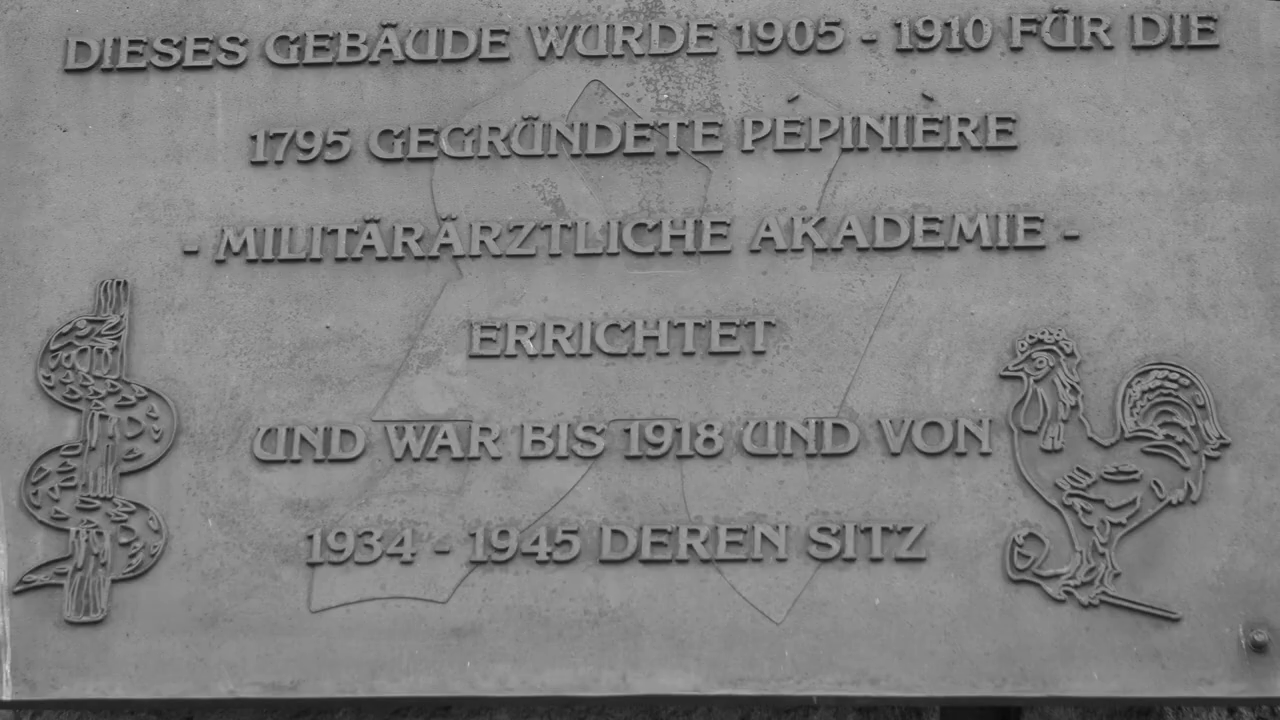 DIESES GEBÄUDE WURDE 1905 - 1910 FÜR DIE
1795 GEGRÜNDETE PÉPINIÈRE
- MILITÄRÄRZTLICHE AKADEMIE -
ERRICHTET
UND WAR BIS 1918 UND VON
1934 - 1945 DEREN SITZ